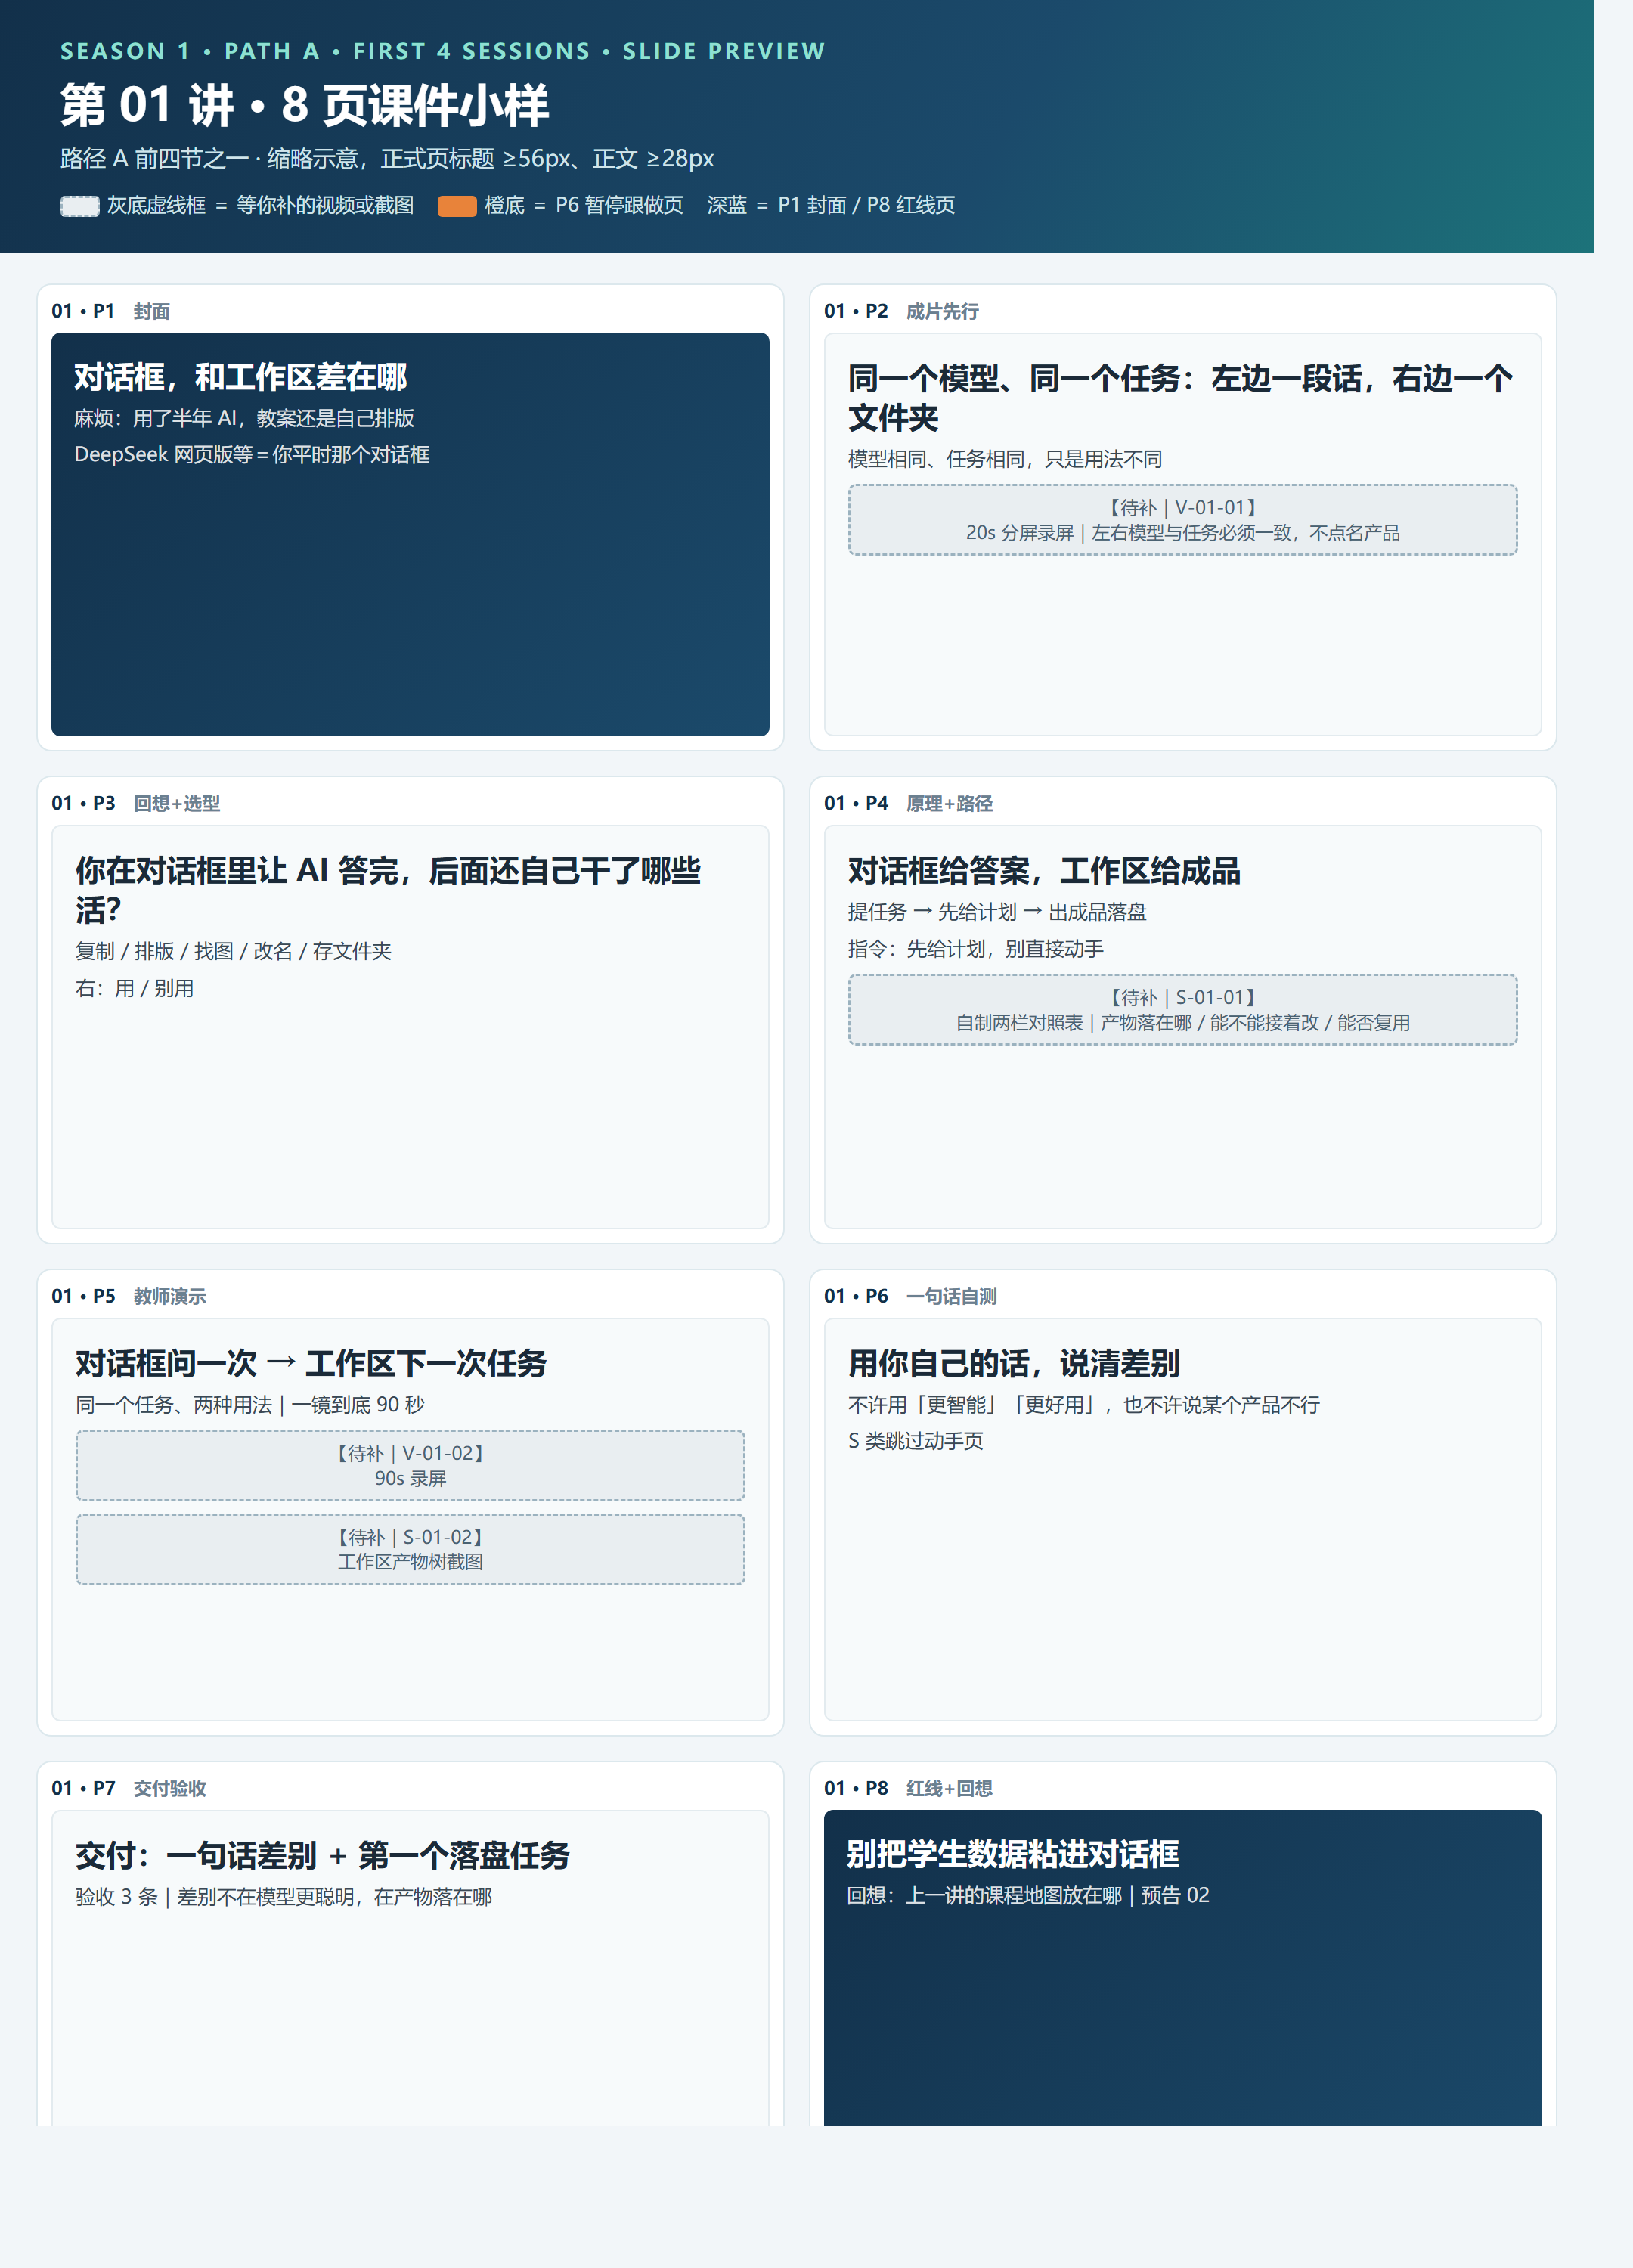 SEASON 1 • PATH A • FIRST 4 SESSIONS • SLIDE PREVIEW
第 01 讲 • 8 页课件小样
路径 A 前四节之一 · 缩略示意，正式页标题 ≥56px、正文 ≥28px
灰底虚线框 = 等你补的视频或截图 橙底 = P6 暂停跟做页 深蓝 = P1 封面 / P8 红线页
01 • P1 封面
对话框，和工作区差在哪
麻烦：用了半年 AI，教案还是自己排版
DeepSeek 网页版等＝你平时那个对话框
01 • P2 成片先行
同一个模型、同一个任务：左边一段话，右边一个
文件夹
模型相同、任务相同，只是用法不同
【待补｜V-01-01】
20s 分屏录屏｜左右模型与任务必须一致，不点名产品
01 • P3 回想+选型
你在对话框里让 AI 答完，后面还自己干了哪些
活？
复制 / 排版 / 找图 / 改名 / 存文件夹
右：用 / 别用
01 • P4 原理+路径
对话框给答案，工作区给成品
提任务 → 先给计划 → 出成品落盘
指令：先给计划，别直接动手
【待补｜S-01-01】
自制两栏对照表｜产物落在哪 / 能不能接着改 / 能否复用
01 • P5 教师演示
对话框问一次 → 工作区下一次任务
同一个任务、两种用法｜一镜到底 90 秒
【待补｜V-01-02】
90s 录屏
【待补｜S-01-02】
工作区产物树截图
01 • P6 一句话自测
用你自己的话，说清差别
不许用「更智能」「更好用」，也不许说某个产品不行
S 类跳过动手页
01 • P7 交付验收
交付：一句话差别 + 第一个落盘任务
验收 3 条｜差别不在模型更聪明，在产物落在哪
01 • P8 红线+回想
别把学生数据粘进对话框
回想：上一讲的课程地图放在哪｜预告 02